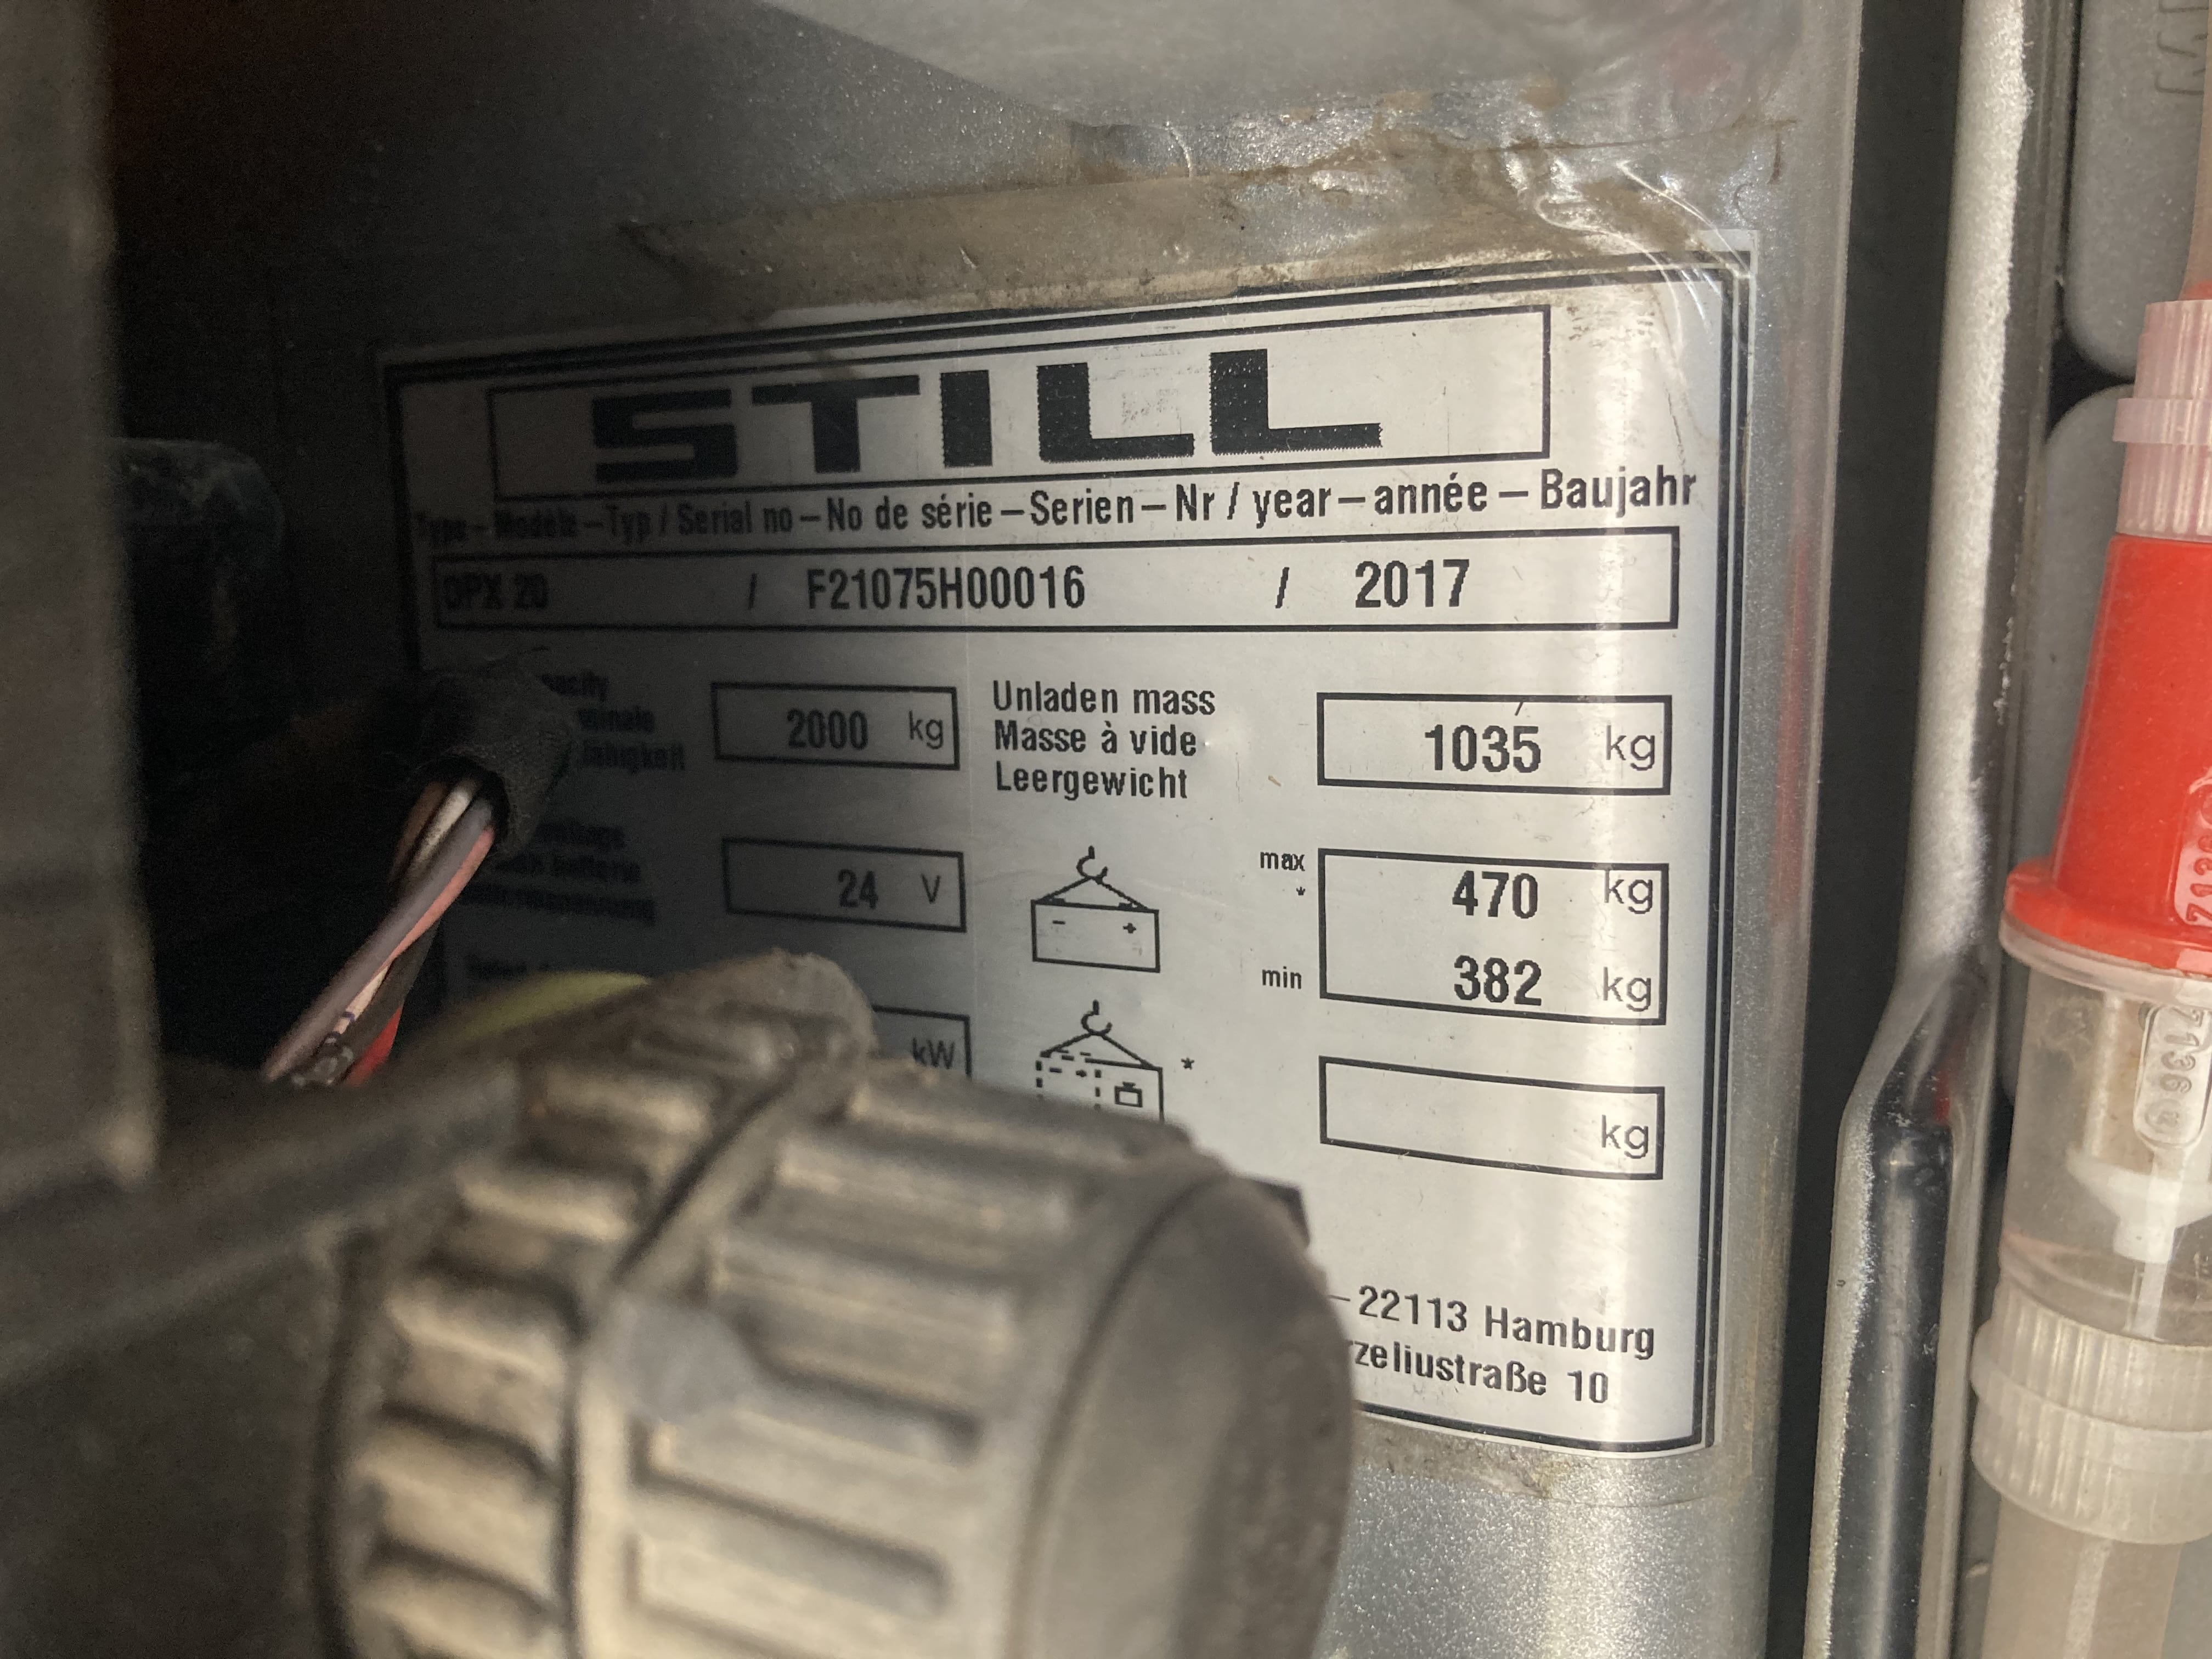 STILL
Type – Modèle – Typ / Serial no – No de série – Serien – Nr / year – année – Baujahr
OPX 20 / F21075H00016 / 2017
2000 kg
Unladen mass
Masse à vide
Leergewicht
1035 kg
24 V
- +
max
*
470 kg
min
382 kg
kW
*
kg
– 22113 Hamburg
zeliustraße 10